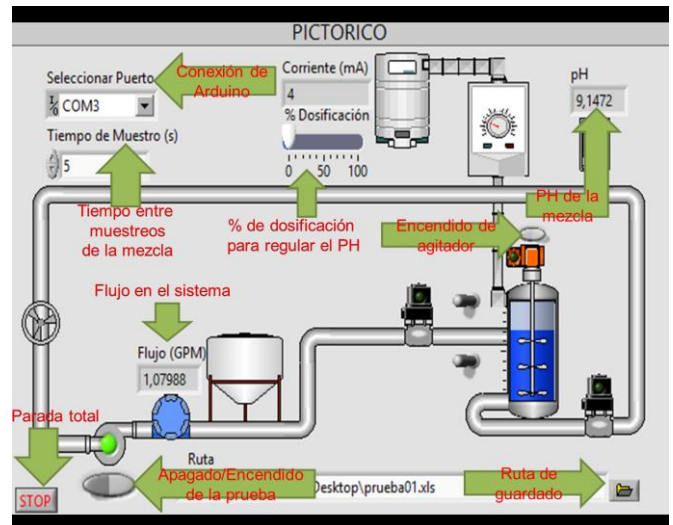 PICTORICO
Seleccionar Puerto
COM3
Conexión de
Arduino
Corriente (mA)
4
% Dosificación
0 50 100
pH
9,1472
Tiempo de Muestro (s)
5
Tiempo entre
muestreos
de la mezcla
% de dosificación
para regular el PH
Encendido de
agitador
PH de la
mezcla
Flujo en el sistema
Flujo (GPM)
1,07988
Parada total
Ruta
Apagado/Encendido
de la prueba
Desktop\prueba01.xls
Ruta de
guardado
STOP